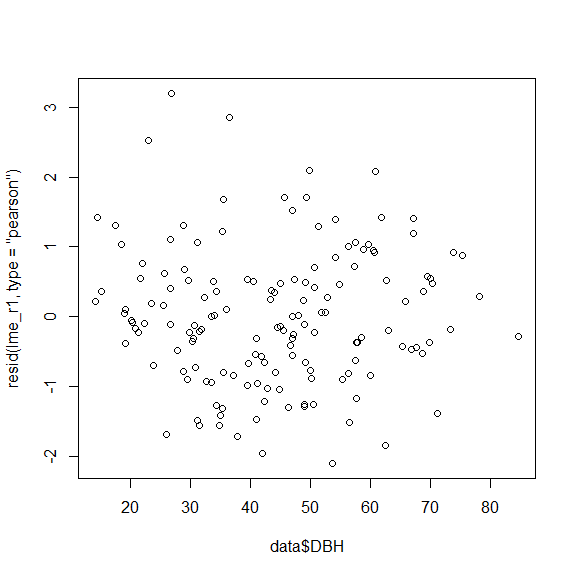 resid(lme_r1, type = "pearson")
3
2
1
0
-1
-2
20 30 40 50 60 70 80
data$DBH